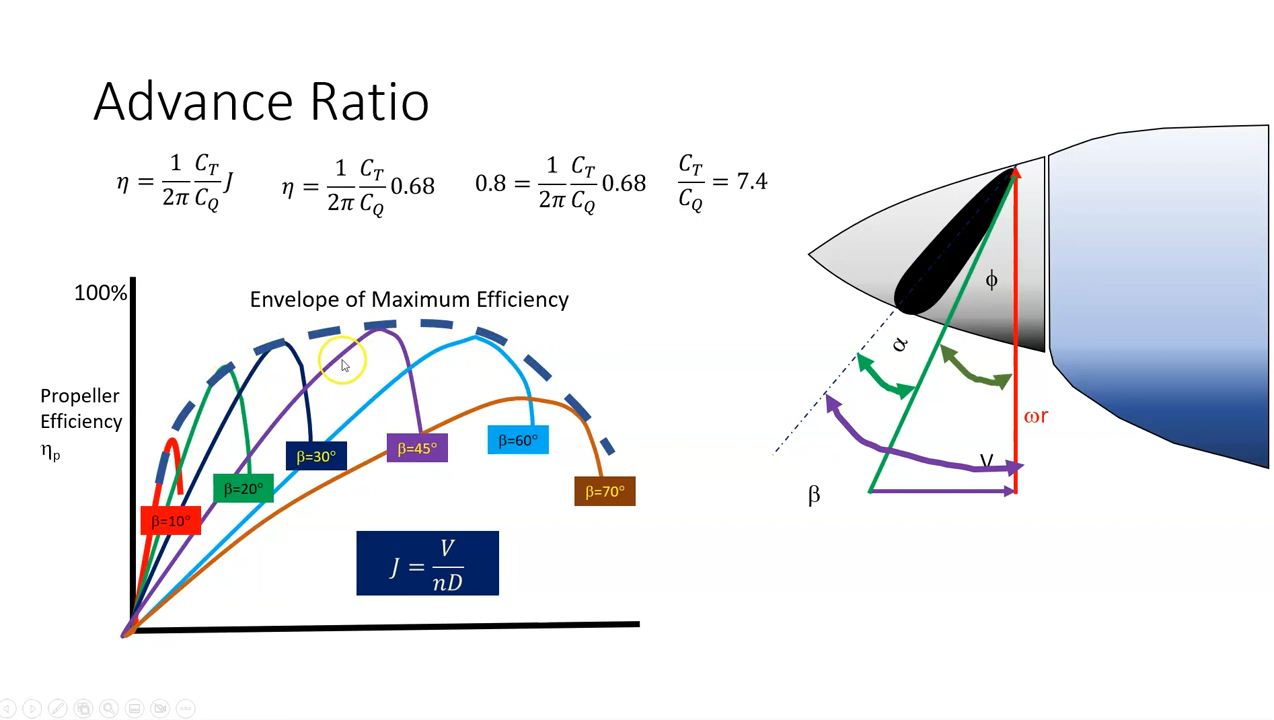 Advance Ratio
η = 1/2π C_T/C_Q J
η = 1/2π C_T/C_Q 0.68
0.8 = 1/2π C_T/C_Q 0.68
C_T/C_Q = 7.4
100%
Envelope of Maximum Efficiency
Propeller
Efficiency
η_p
β=10°
β=20°
β=30°
β=45°
β=60°
β=70°
J = V/nD
ϕ
α
ωr
V
β